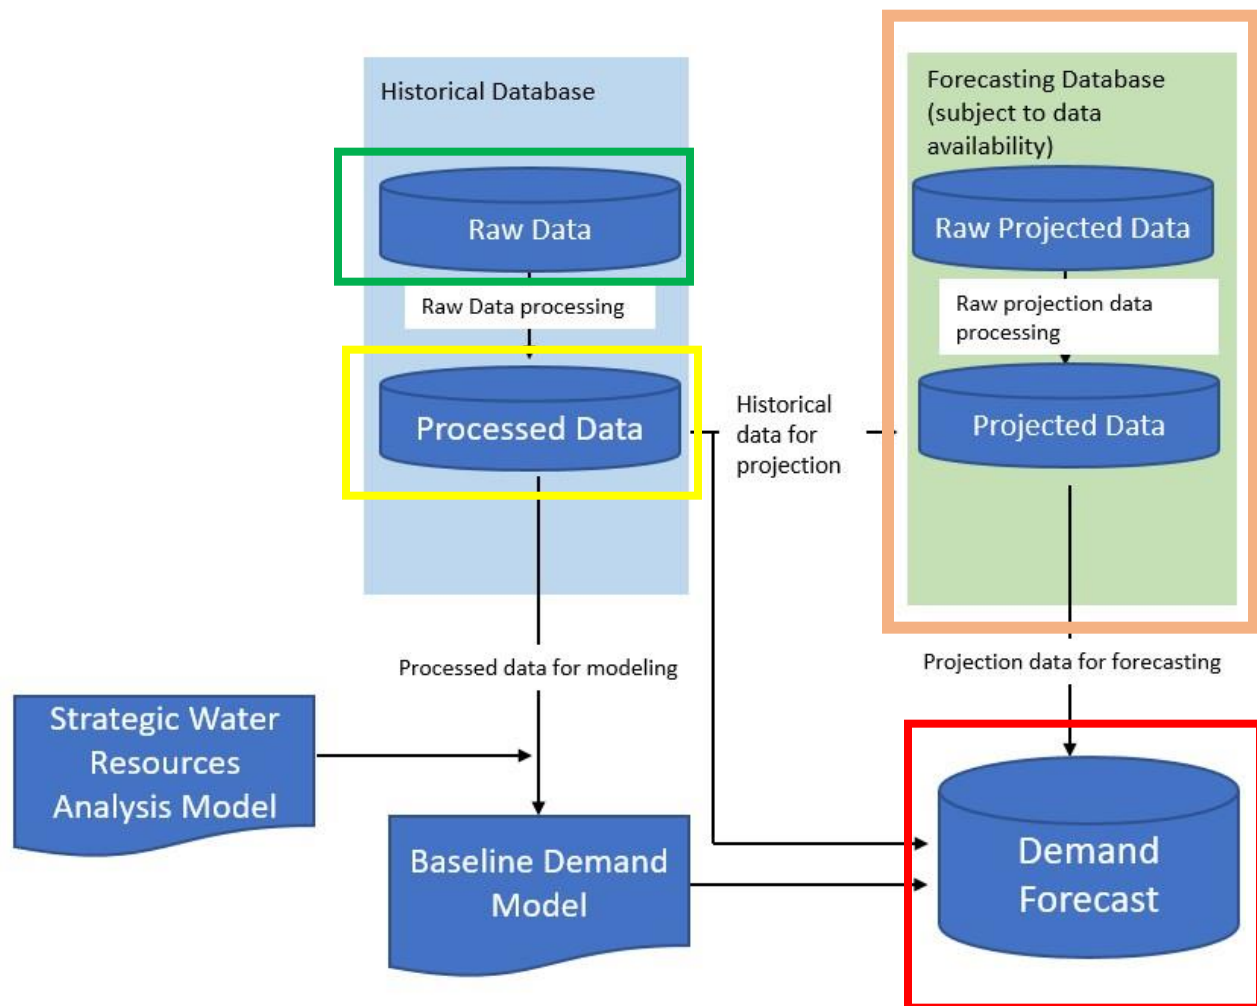 Historical Database
Raw Data
Raw Data processing
Processed Data
Historical
data for
projection
Forecasting Database
(subject to data
availability)
Raw Projected Data
Raw projection data
processing
Projected Data
Processed data for modeling
Projection data for forecasting
Strategic Water
Resources
Analysis Model
Baseline Demand
Model
Demand
Forecast